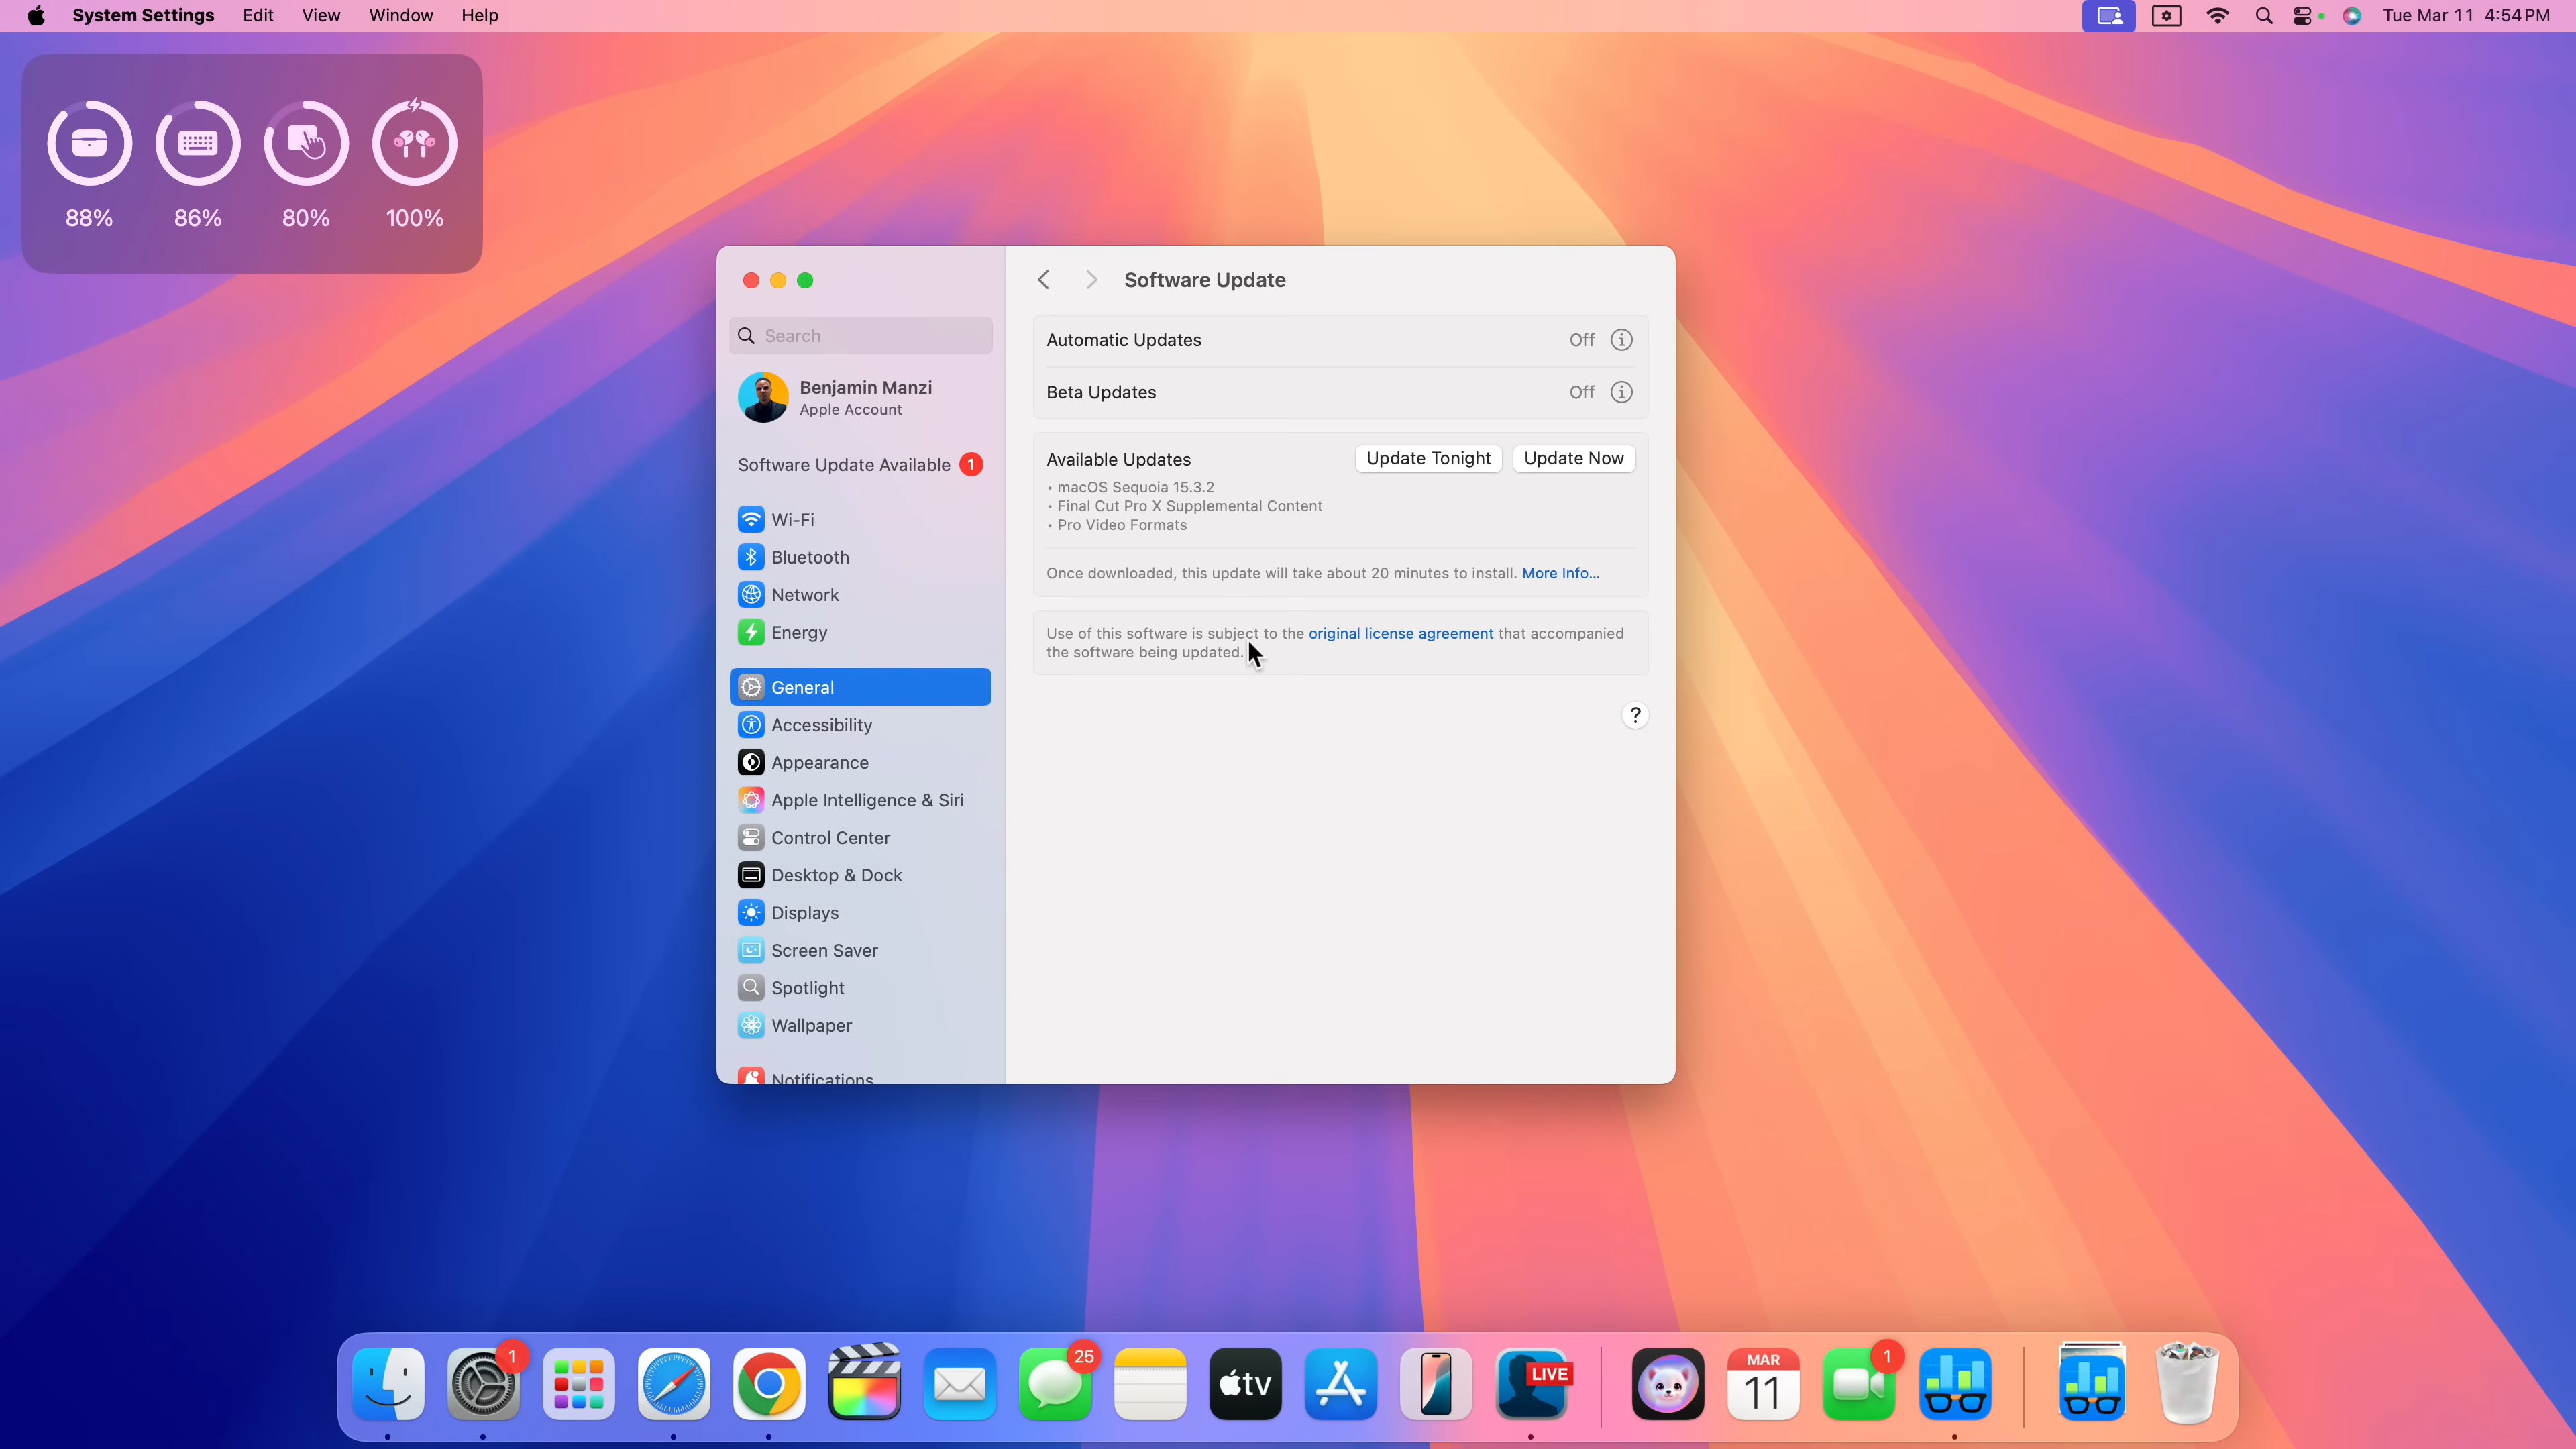 System Settings Edit View Window Help
Tue Mar 11 4:54 PM
88% 86% 80% 100%
Search
Benjamin Manzi
Apple Account
Software Update Available 1
Wi-Fi
Bluetooth
Network
Energy
General
Accessibility
Appearance
Apple Intelligence & Siri
Control Center
Desktop & Dock
Displays
Screen Saver
Spotlight
Wallpaper
Notifications
Software Update
Automatic Updates Off
Beta Updates Off
Available Updates Update Tonight Update Now
• macOS Sequoia 15.3.2
• Final Cut Pro X Supplemental Content
• Pro Video Formats
Once downloaded, this update will take about 20 minutes to install. More Info...
Use of this software is subject to the original license agreement that accompanied
the software being updated.
?
1
25
tv
LIVE
MAR
11
1